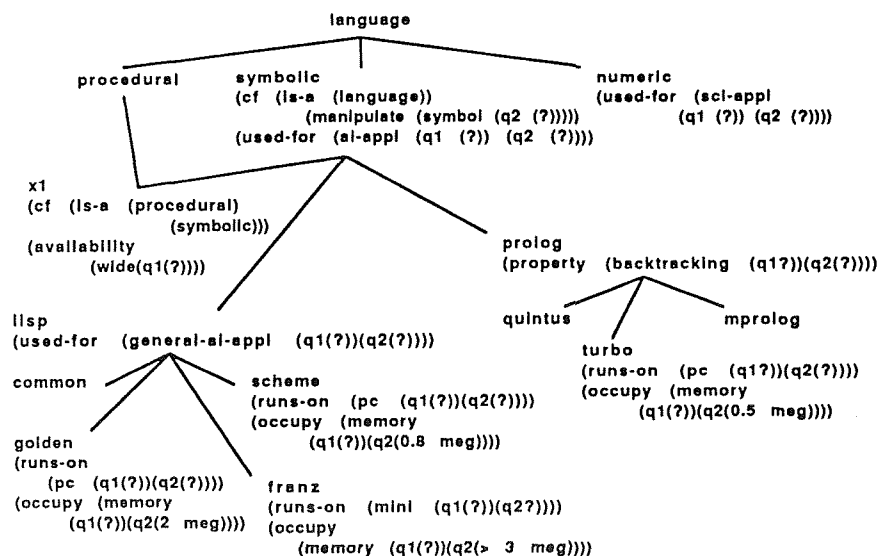 language
procedural
symbolic
(cf (is-a (language))
(manipulate (symbol (q2 (?)))))
(used-for (ai-appl (q1 (?)) (q2 (?))))
numeric
(used-for (sci-appl
(q1 (?)) (q2 (?))))
x1
(cf (is-a (procedural)
(symbolic)))
(availability
(wide(q1(?))))
prolog
(property (backtracking (q1?))(q2(?))))
quintus
mprolog
turbo
(runs-on (pc (q1?))(q2(?))))
(occupy (memory
(q1(?))(q2(0.5 meg))))
lisp
(used-for (general-ai-appl (q1(?))(q2(?))))
common
scheme
(runs-on (pc (q1(?))(q2(?))))
(occupy (memory
(q1(?))(q2(0.8 meg))))
golden
(runs-on
(pc (q1(?))(q2(?))))
(occupy (memory
(q1(?))(q2(2 meg))))
franz
(runs-on (mini (q1(?))(q2?))))
(occupy
(memory (q1(?))(q2(> 3 meg))))